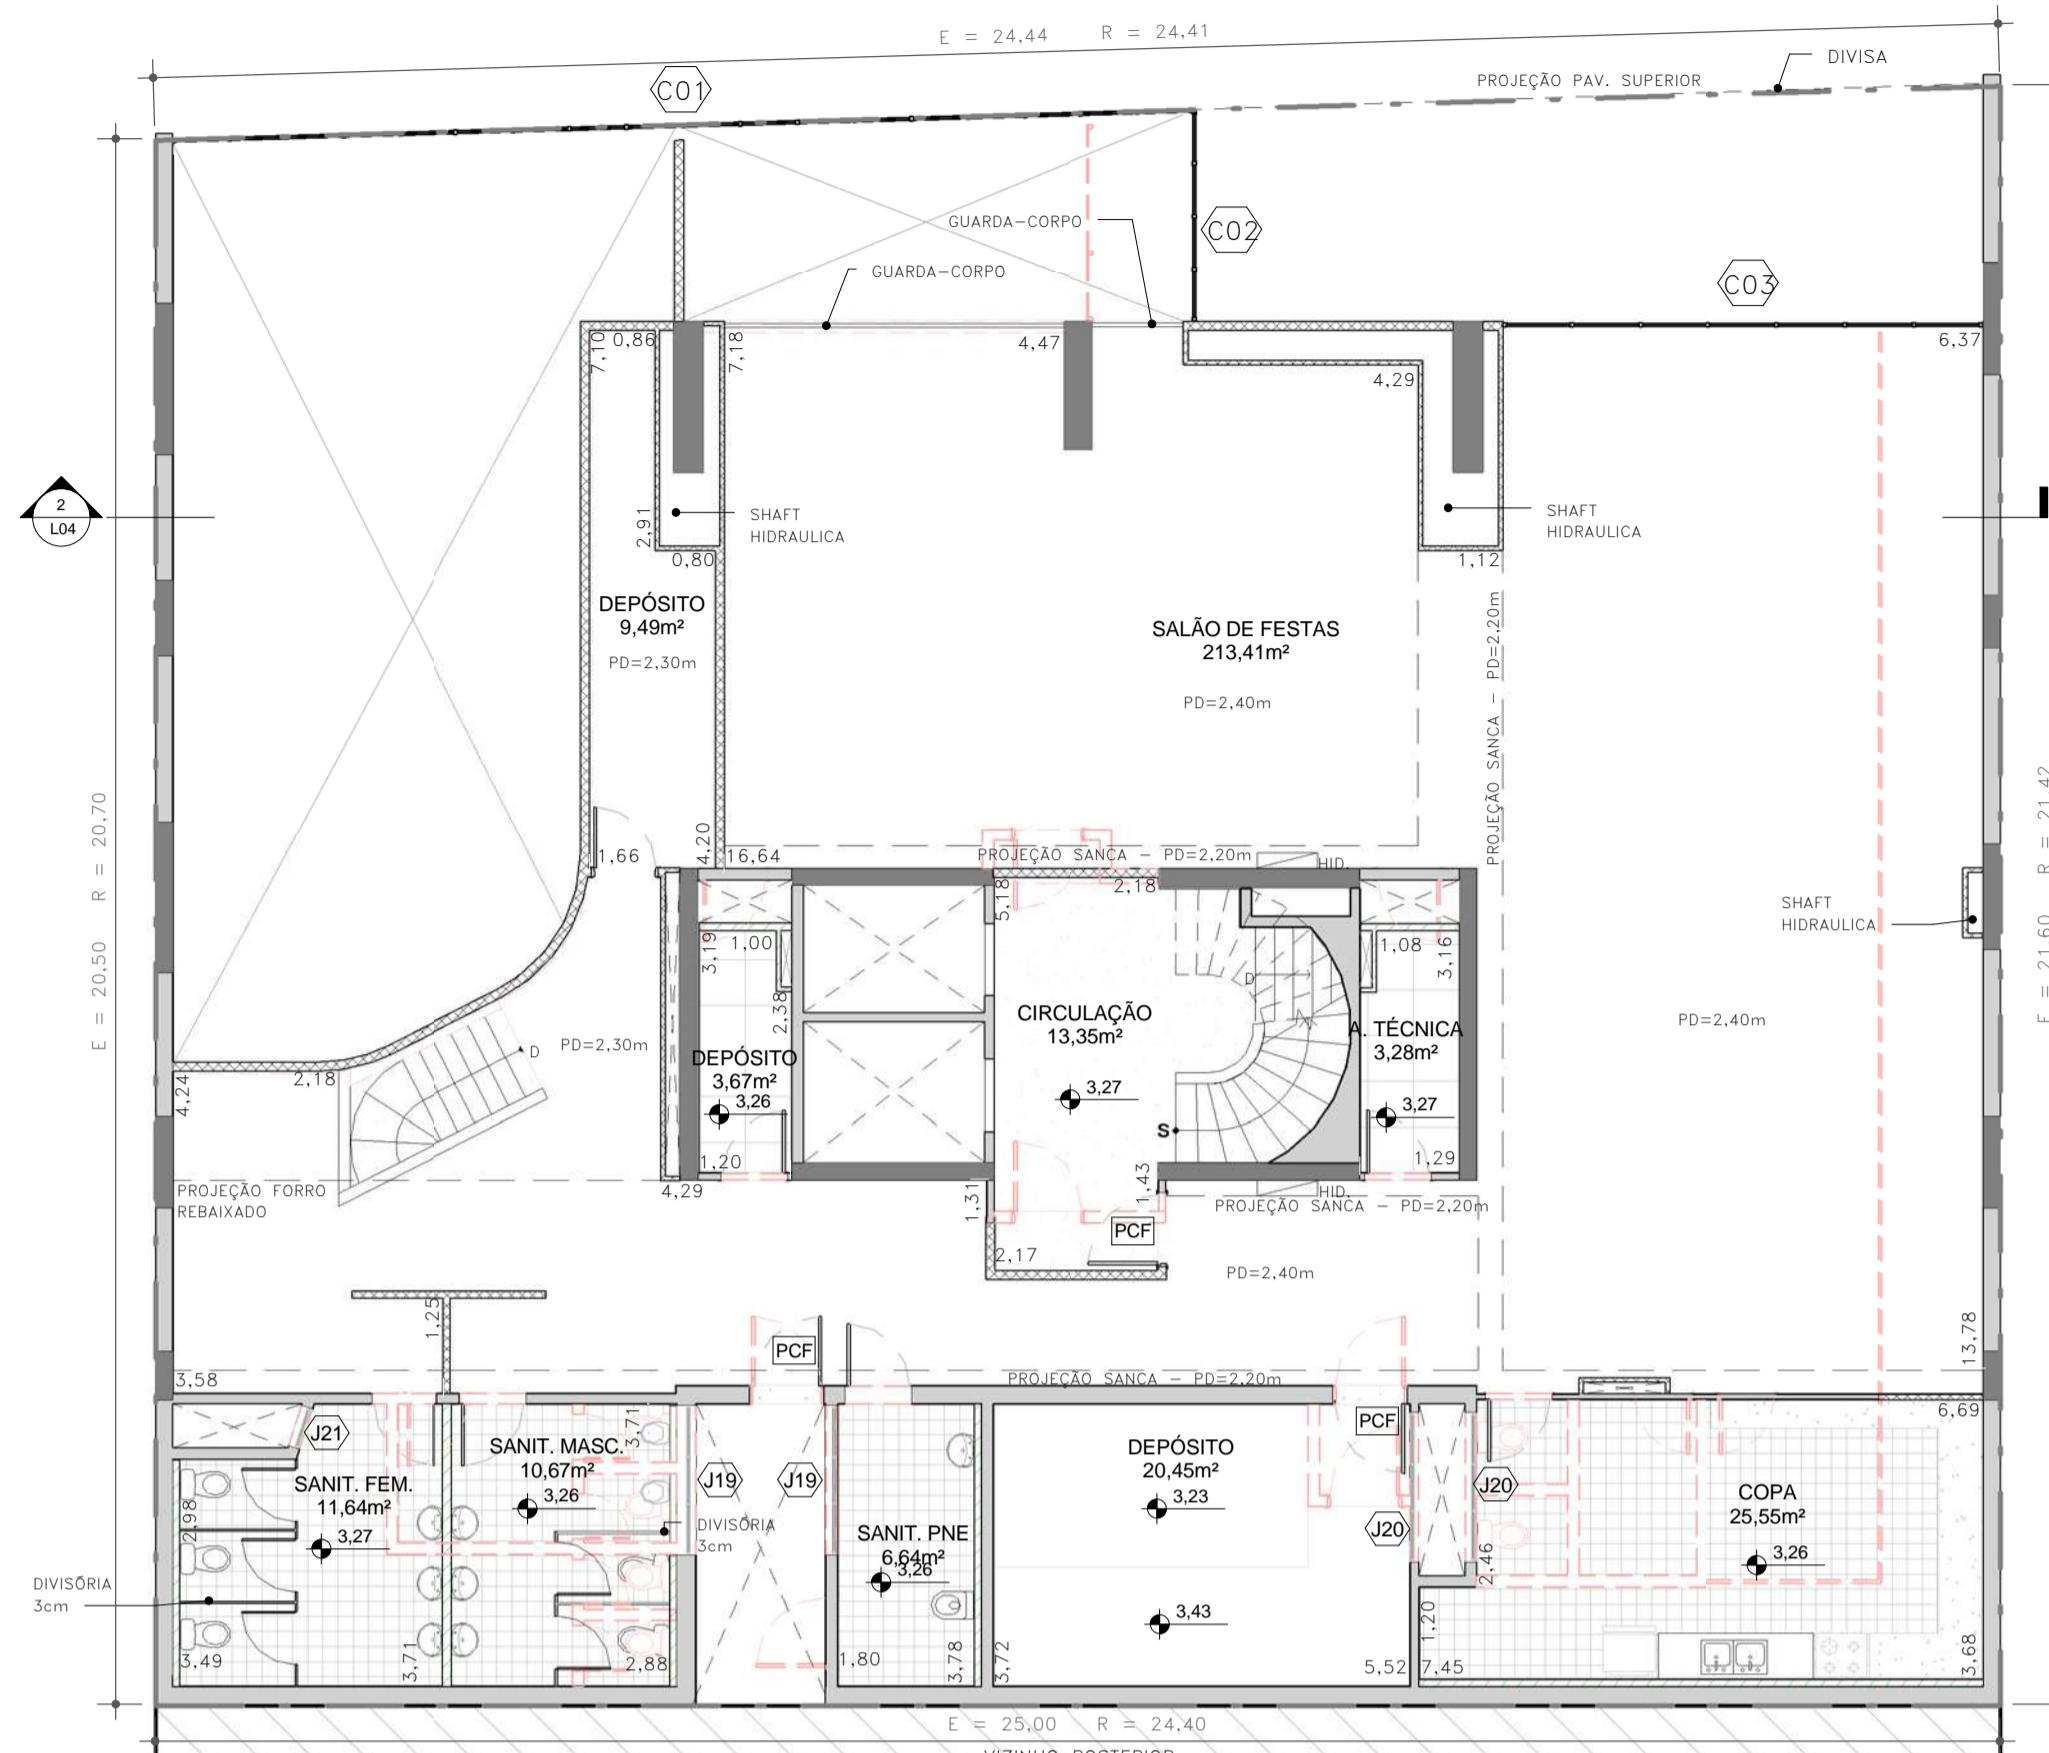 E = 24,44 R = 24,41
DIVISA
PROJEÇÃO PAV. SUPERIOR
C01
GUARDA-CORPO
C02
GUARDA-CORPO
C03
7,10
0,86
7,18
4,47
4,29
6,37
2
L04
2,91
SHAFT
HIDRAULICA
SHAFT
HIDRAULICA
0,80
1,12
DEPÓSITO
9,49m²
PD=2,30m
SALÃO DE FESTAS
213,41m²
PD=2,40m
PROJEÇÃO SANCA - PD=2,20m
E = 20,50 R = 20,70
E = 21,60 R = 21,42
1,66
4,20
16,64
PROJEÇÃO SANCA - PD=2,20m
HID.
5,18
2,18
SHAFT
HIDRAULICA
3,19
1,00
2,38
1,08
3,16
D
CIRCULAÇÃO
13,35m²
3,27
A. TÉCNICA
3,28m²
3,27
PD=2,40m
D
PD=2,30m
DEPÓSITO
3,67m²
3,26
4,24
2,18
S
1,20
1,29
4,29
1,31
1,43
HID.
PROJEÇÃO FORRO
REBAIXADO
PROJEÇÃO SANCA - PD=2,20m
PCF
2,17
PD=2,40m
1,25
PCF
13,78
3,58
PROJEÇÃO SANCA - PD=2,20m
6,69
J21
3,71
PCF
SANIT. MASC.
10,67m²
3,26
J19
J19
DEPÓSITO
20,45m²
3,23
J20
SANIT. FEM.
11,64m²
3,27
2,98
COPA
25,55m²
3,26
DIVISÓRIA
3cm
SANIT. PNE
6,64m²
3,26
J20
2,46
DIVISÓRIA
3cm
3,43
1,20
3,49
3,71
2,88
1,80
3,78
3,72
5,52
7,45
3,68
E = 25,00 R = 24,40
VIZINHO POSTERIOR